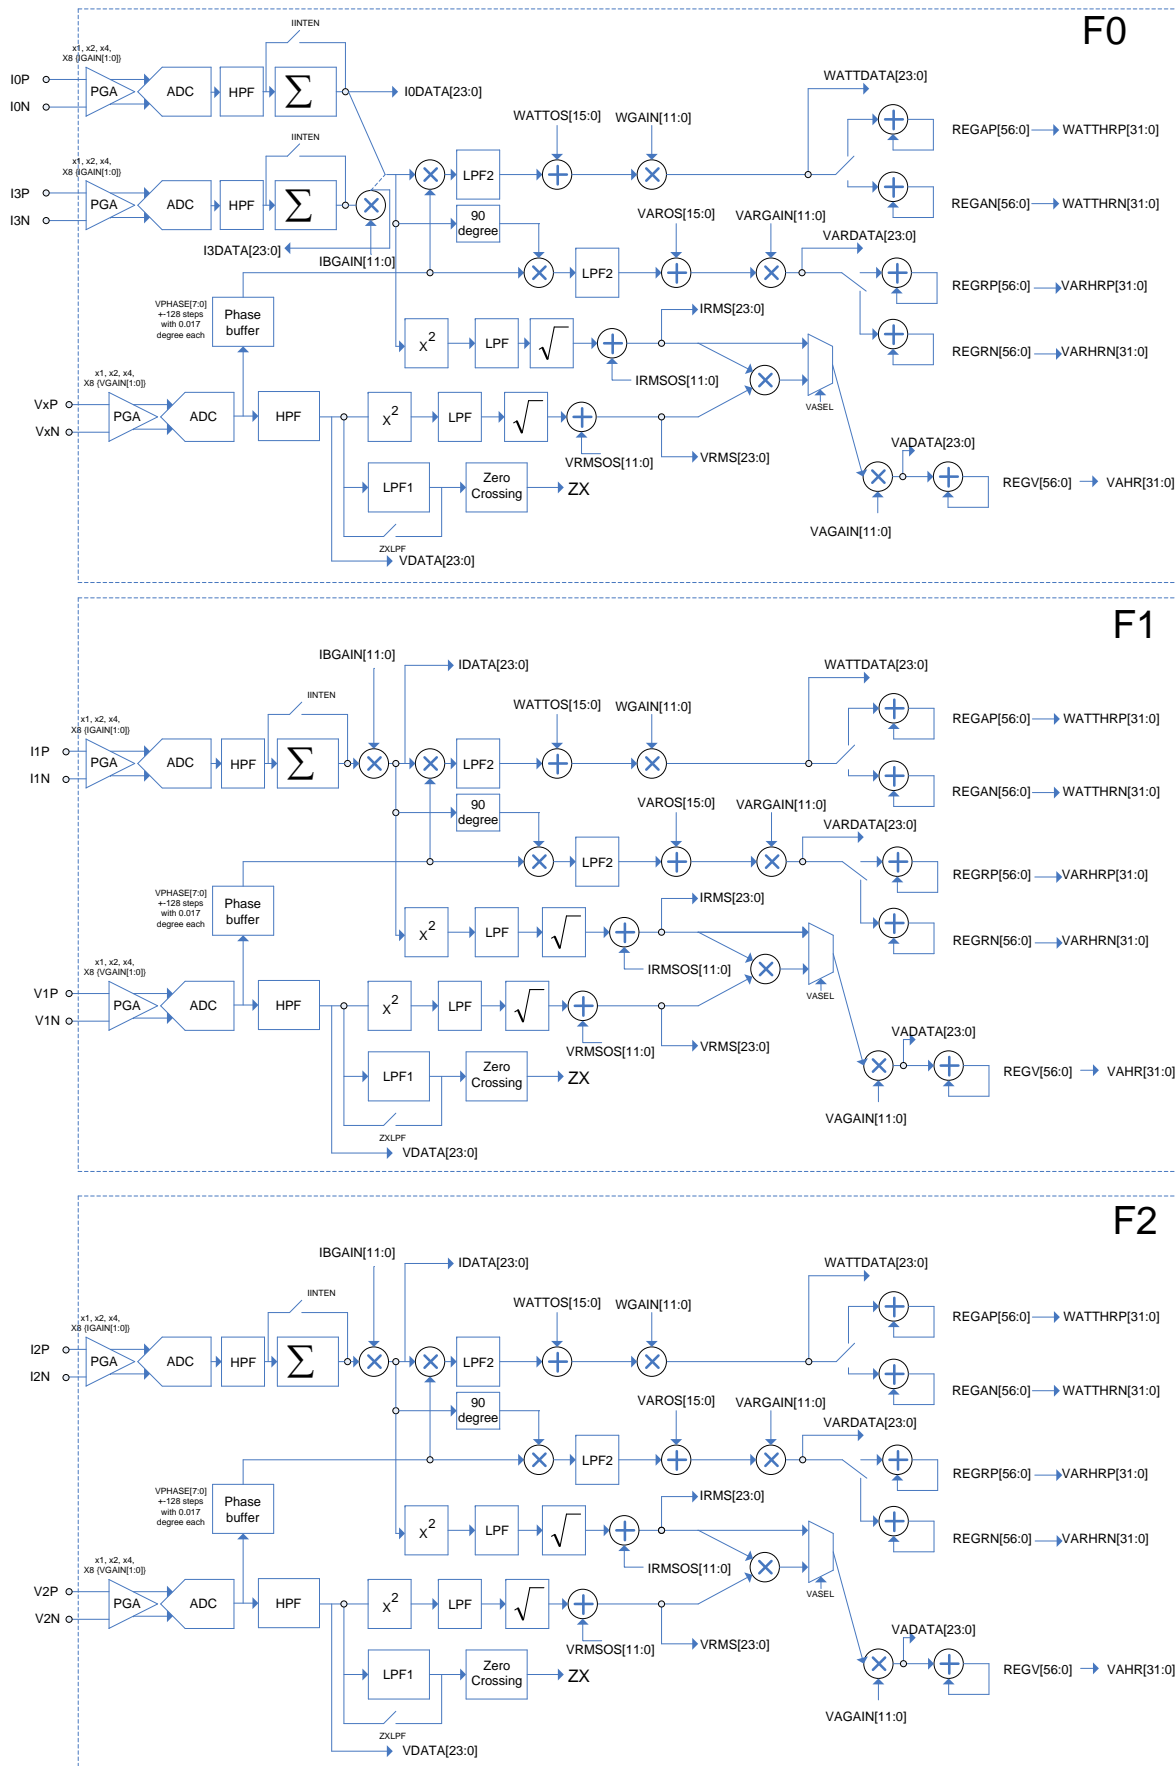 F0
IINTEN
x1, x2, x4,
X8 {IGAIN[1:0]}
I0P
I0N
PGA
ADC
HPF
∑
I0DATA[23:0]
WATTDATA[23:0]
WATTOS[15:0]
WGAIN[11:0]
REGAP[56:0]
WATTHRP[31:0]
IINTEN
x1, x2, x4,
X8 {IGAIN[1:0]}
I3P
I3N
PGA
ADC
HPF
∑
LPF2
REGAN[56:0]
WATTHRN[31:0]
90
degree
I3DATA[23:0]
IBGAIN[11:0]
VAROS[15:0]
VARGAIN[11:0]
VARDATA[23:0]
LPF2
REGRP[56:0]
VARHRP[31:0]
VPHASE[7:0]
+-128 steps
with 0.017
degree each
Phase
buffer
IRMS[23:0]
X2
LPF
√
REGRN[56:0]
VARHRN[31:0]
IRMSOS[11:0]
x1, x2, x4,
X8 {VGAIN[1:0]}
VxP
VxN
PGA
ADC
HPF
X2
LPF
√
VASEL
VRMSOS[11:0]
VRMS[23:0]
VADATA[23:0]
LPF1
Zero
Crossing
ZX
REGV[56:0]
VAHR[31:0]
VAGAIN[11:0]
ZXLPF
VDATA[23:0]
F1
IBGAIN[11:0]
IDATA[23:0]
WATTDATA[23:0]
IINTEN
WATTOS[15:0]
WGAIN[11:0]
x1, x2, x4,
X8 {IGAIN[1:0]}
I1P
I1N
PGA
ADC
HPF
∑
LPF2
REGAP[56:0]
WATTHRP[31:0]
REGAN[56:0]
WATTHRN[31:0]
90
degree
VAROS[15:0]
VARGAIN[11:0]
VARDATA[23:0]
LPF2
REGRP[56:0]
VARHRP[31:0]
VPHASE[7:0]
+-128 steps
with 0.017
degree each
Phase
buffer
IRMS[23:0]
X2
LPF
√
REGRN[56:0]
VARHRN[31:0]
IRMSOS[11:0]
x1, x2, x4,
X8 {VGAIN[1:0]}
V1P
V1N
PGA
ADC
HPF
X2
LPF
√
VASEL
VRMSOS[11:0]
VRMS[23:0]
VADATA[23:0]
LPF1
Zero
Crossing
ZX
REGV[56:0]
VAHR[31:0]
VAGAIN[11:0]
ZXLPF
VDATA[23:0]
F2
IBGAIN[11:0]
IDATA[23:0]
WATTDATA[23:0]
IINTEN
WATTOS[15:0]
WGAIN[11:0]
x1, x2, x4,
X8 {IGAIN[1:0]}
I2P
I2N
PGA
ADC
HPF
∑
LPF2
REGAP[56:0]
WATTHRP[31:0]
REGAN[56:0]
WATTHRN[31:0]
90
degree
VAROS[15:0]
VARGAIN[11:0]
VARDATA[23:0]
LPF2
REGRP[56:0]
VARHRP[31:0]
VPHASE[7:0]
+-128 steps
with 0.017
degree each
Phase
buffer
IRMS[23:0]
X2
LPF
√
REGRN[56:0]
VARHRN[31:0]
IRMSOS[11:0]
x1, x2, x4,
X8 {VGAIN[1:0]}
V2P
V2N
PGA
ADC
HPF
X2
LPF
√
VASEL
VRMSOS[11:0]
VRMS[23:0]
VADATA[23:0]
LPF1
Zero
Crossing
ZX
REGV[56:0]
VAHR[31:0]
VAGAIN[11:0]
ZXLPF
VDATA[23:0]